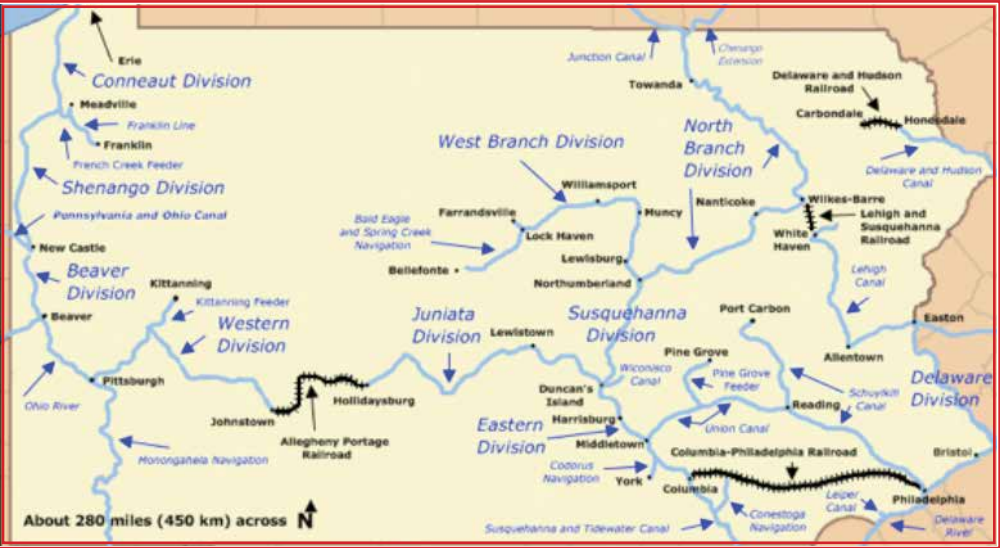 Erie
Conneaut Division
Meadville
Franklin Line
Franklin
French Creek Feeder
Shenango Division
Pennsylvania and Ohio Canal
New Castle
Beaver
Division
Beaver
Kittanning
Kittanning Feeder
Western
Division
Pittsburgh
Ohio River
Johnstown
Hollidaysburg
Allegheny Portage
Railroad
Monongahela Navigation
About 280 miles (450 km) across
N
Junction Canal
Chenango
Extension
Towanda
Delaware and Hudson
Railroad
Carbondale
Honesdale
Delaware and Hudson
Canal
West Branch Division
North
Branch
Division
Williamsport
Farrandsville
Muncy
Nanticoke
Wilkes-Barre
Lehigh and
Susquehanna
Railroad
White
Haven
Bald Eagle
and Spring Creek
Navigation
Lock Haven
Bellefonte
Lewisburg
Northumberland
Lehigh
Canal
Juniata
Division
Lewistown
Susquehanna
Division
Port Carbon
Easton
Allentown
Pine Grove
Wiconisco
Canal
Pine Grove
Feeder
Duncan's
Island
Schuylkill
Canal
Delaware
Division
Reading
Harrisburg
Eastern
Division
Union Canal
Middletown
Columbia-Philadelphia Railroad
Bristol
Codorus
Navigation
York
Columbia
Leiper
Canal
Philadelphia
Conestoga
Navigation
Delaware
River
Susquehanna and Tidewater Canal